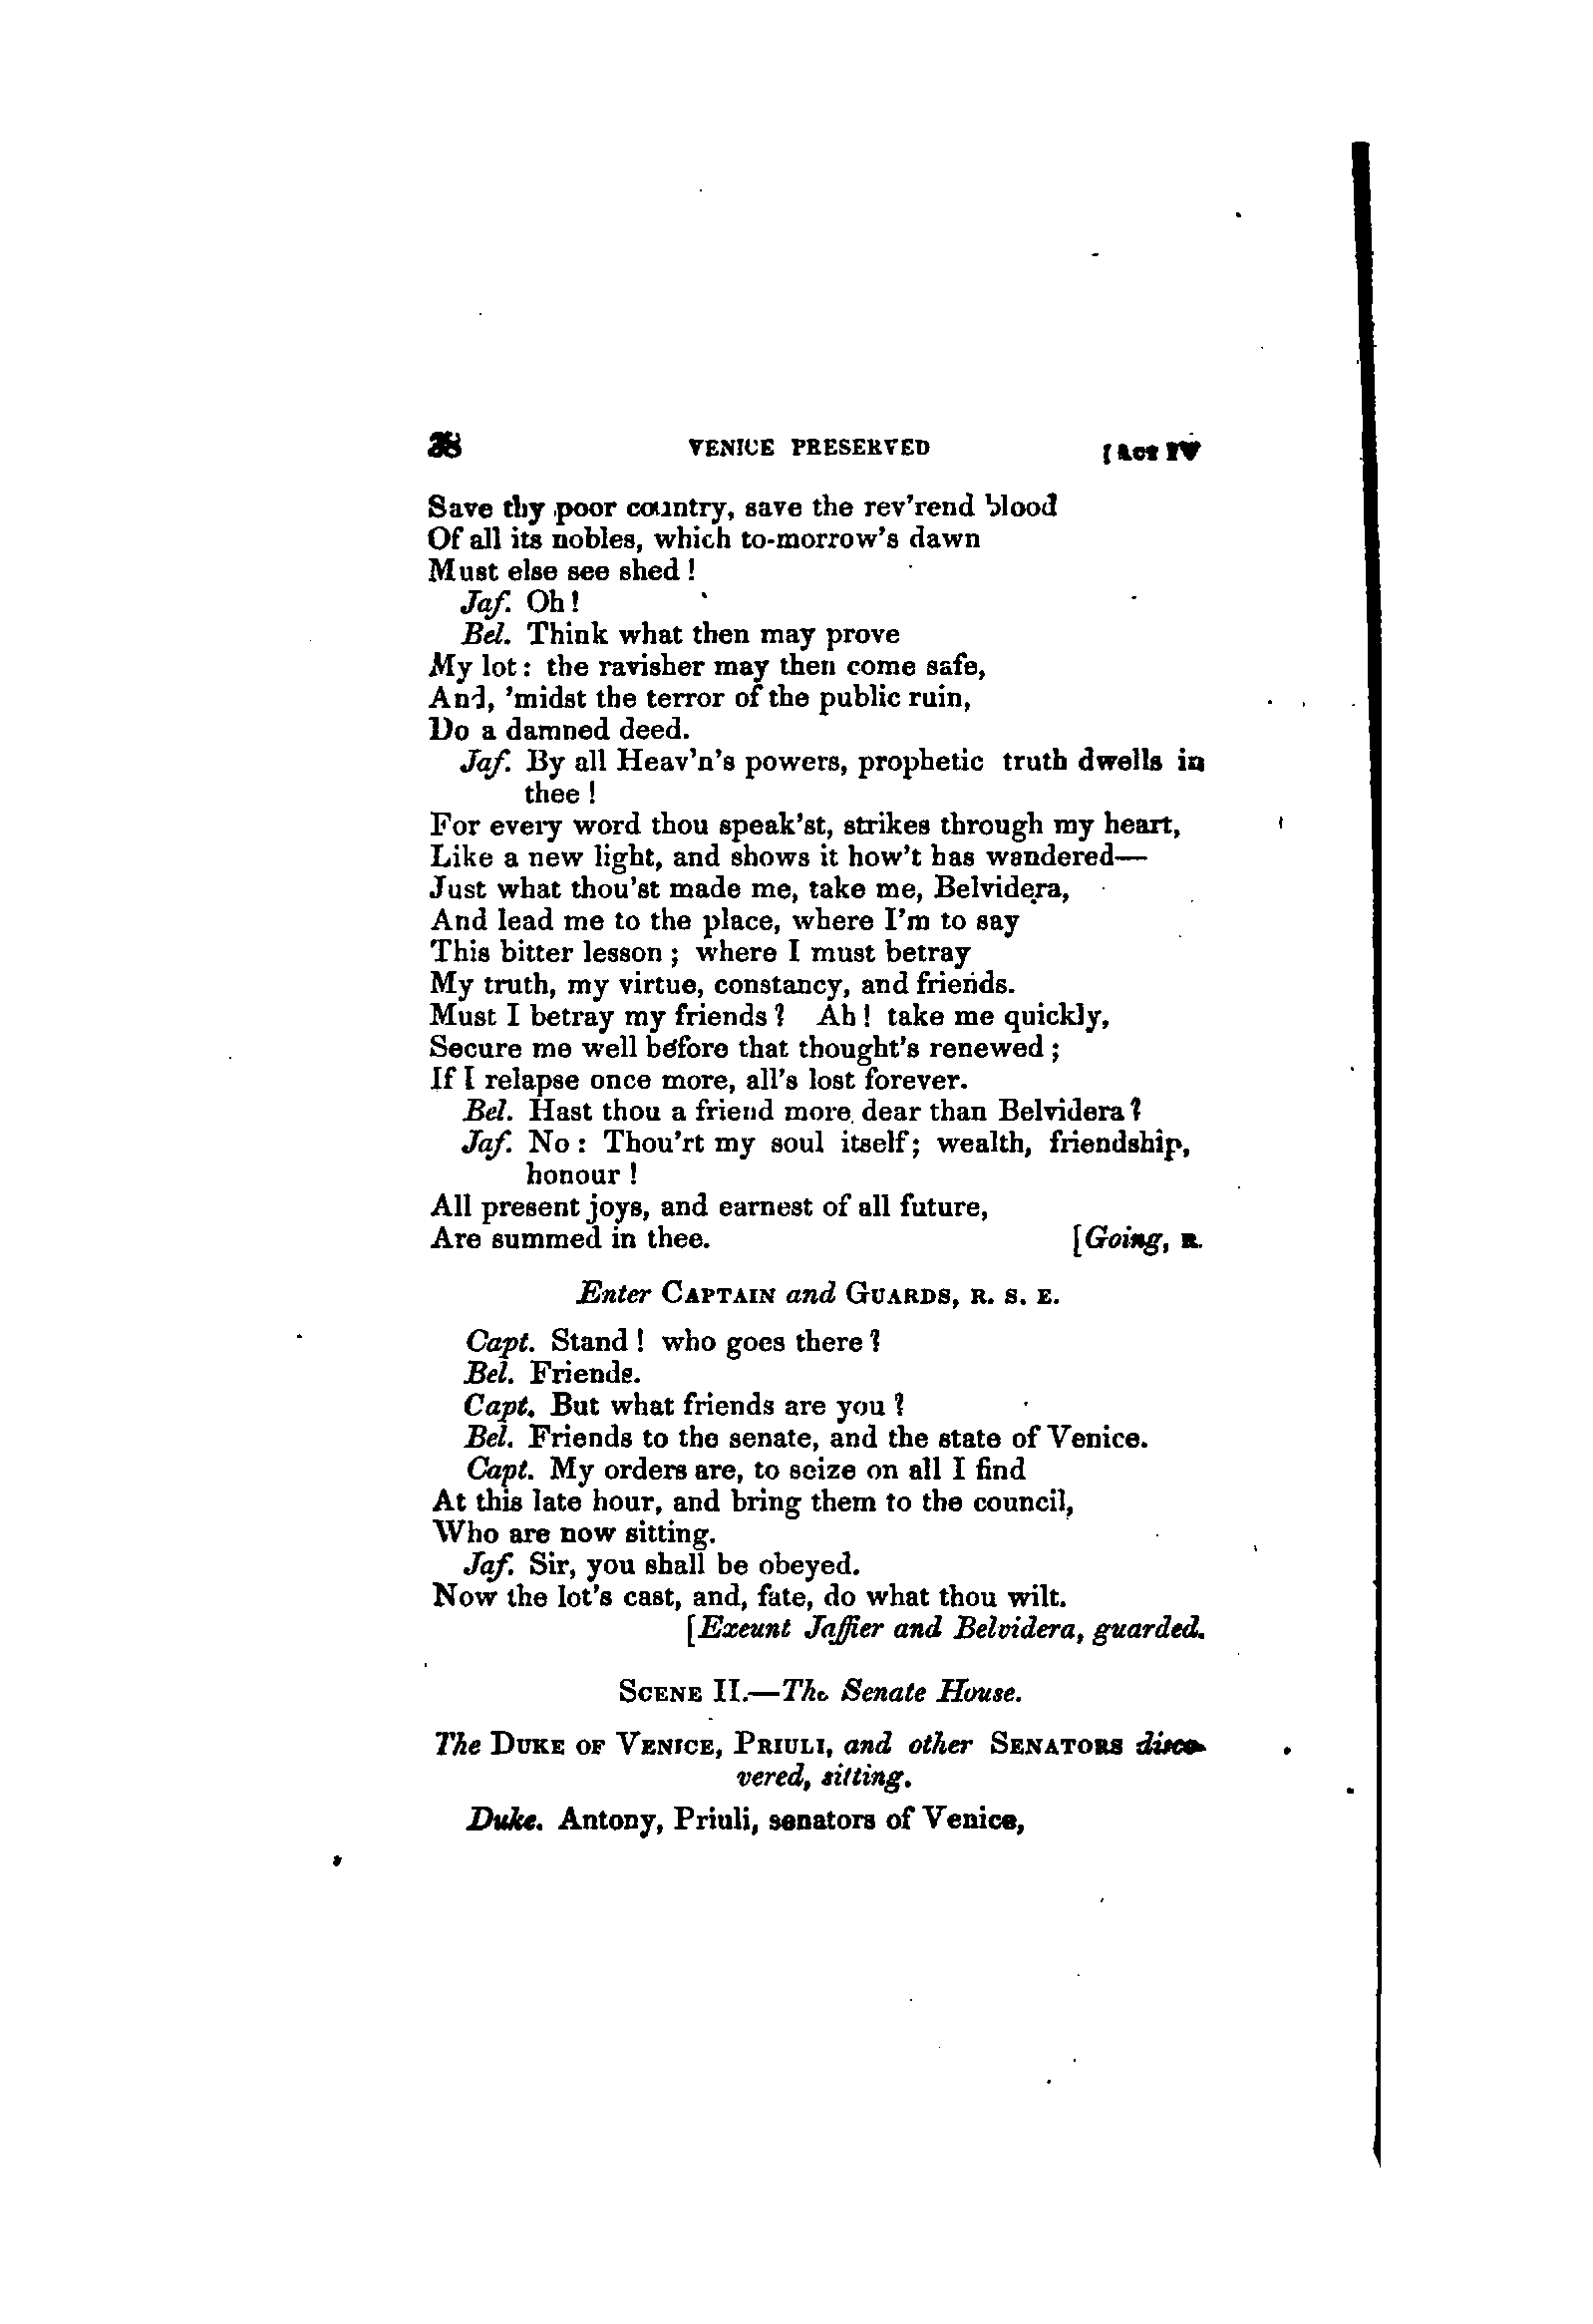 38 VENICE PRESERVED [Act IV
Save thy poor country, save the rev'rend blood
Of all its nobles, which to-morrow's dawn
Must else see shed!
Jaf. Oh!
Bel. Think what then may prove
My lot: the ravisher may then come safe,
And, 'midst the terror of the public ruin,
Do a damned deed.
Jaf. By all Heav'n's powers, prophetic truth dwells in
thee!
For every word thou speak'st, strikes through my heart,
Like a new light, and shows it how't has wandered—
Just what thou'st made me, take me, Belvidera,
And lead me to the place, where I'm to say
This bitter lesson; where I must betray
My truth, my virtue, constancy, and friends.
Must I betray my friends? Ah! take me quickly,
Secure me well before that thought's renewed;
If I relapse once more, all's lost forever.
Bel. Hast thou a friend more dear than Belvidera?
Jaf. No: Thou'rt my soul itself; wealth, friendship,
honour!
All present joys, and earnest of all future,
Are summed in thee. [Going, R.
Enter CAPTAIN and GUARDS, R. S. E.
Capt. Stand! who goes there?
Bel. Friends.
Capt. But what friends are you?
Bel. Friends to the senate, and the state of Venice.
Capt. My orders are, to seize on all I find
At this late hour, and bring them to the council,
Who are now sitting.
Jaf. Sir, you shall be obeyed.
Now the lot's cast, and, fate, do what thou wilt.
[Exeunt Jaffier and Belvidera, guarded.
SCENE II.—The Senate House.
The DUKE OF VENICE, PRIULI, and other SENATORS disco-
vered, sitting.
Duke. Antony, Priuli, senators of Venice,